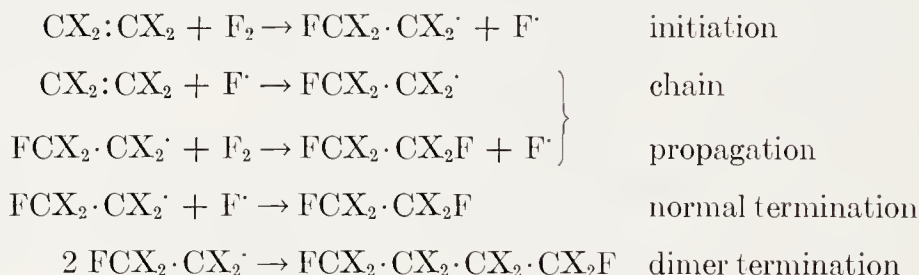 CX₂:CX₂ + F₂ → FCX₂·CX₂˙ + F˙ initiation
CX₂:CX₂ + F˙ → FCX₂·CX₂˙ chain
FCX₂·CX₂˙ + F₂ → FCX₂·CX₂F + F˙ propagation
FCX₂·CX₂˙ + F˙ → FCX₂·CX₂F normal termination
2 FCX₂·CX₂˙ → FCX₂·CX₂·CX₂·CX₂F dimer termination